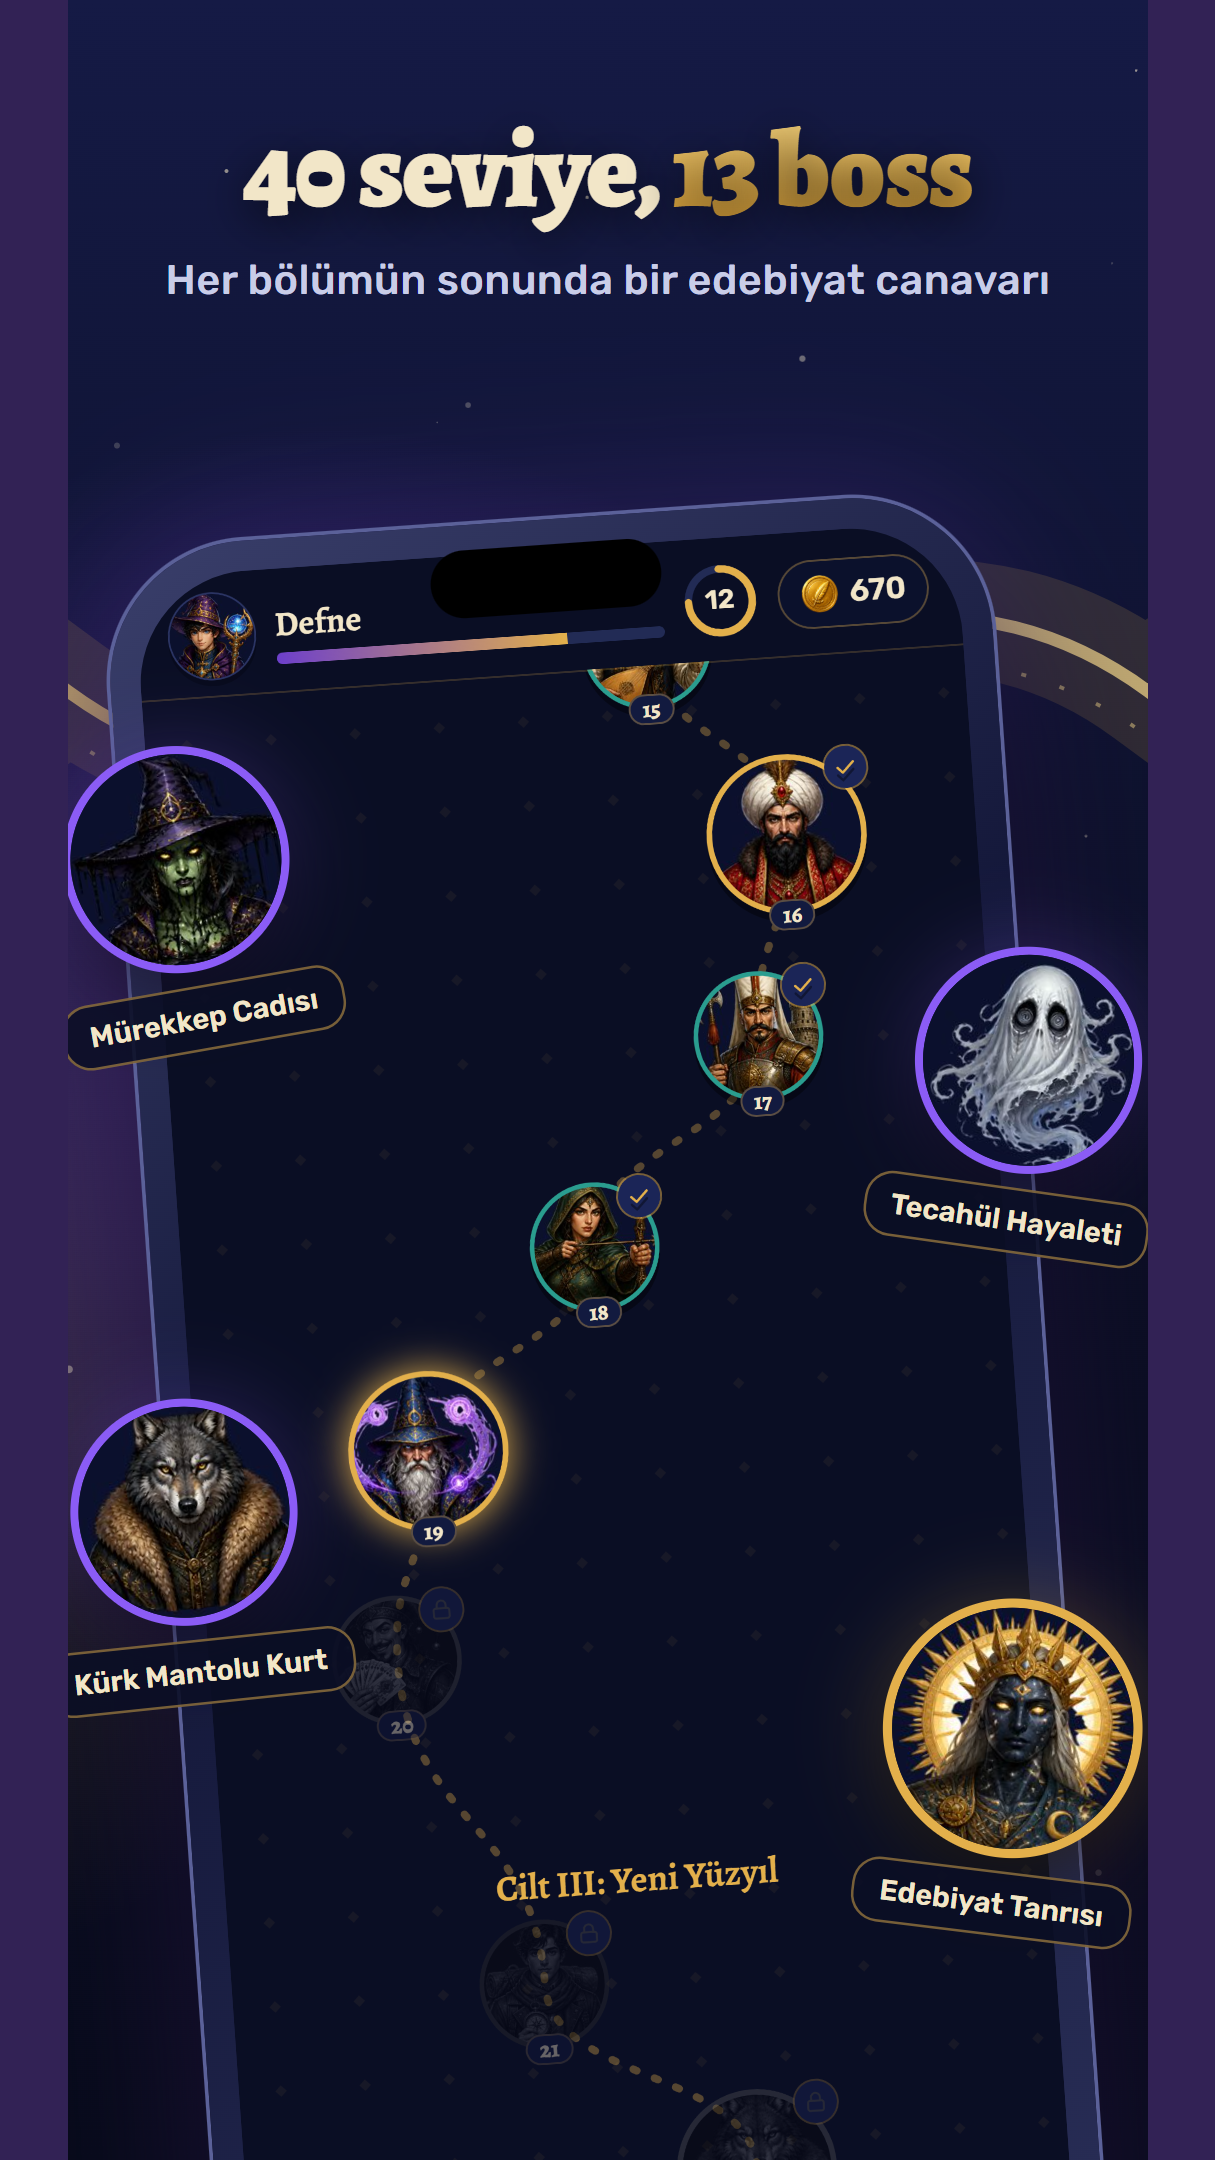 40 seviye, 13 boss
Her bölümün sonunda bir edebiyat canavarı
Defne
12
670
15
16
17
Mürekkep Cadısı
Tecahül Hayaleti
18
19
Kürk Mantolu Kurt
20
Cilt III: Yeni Yüzyıl
Edebiyat Tanrısı
21